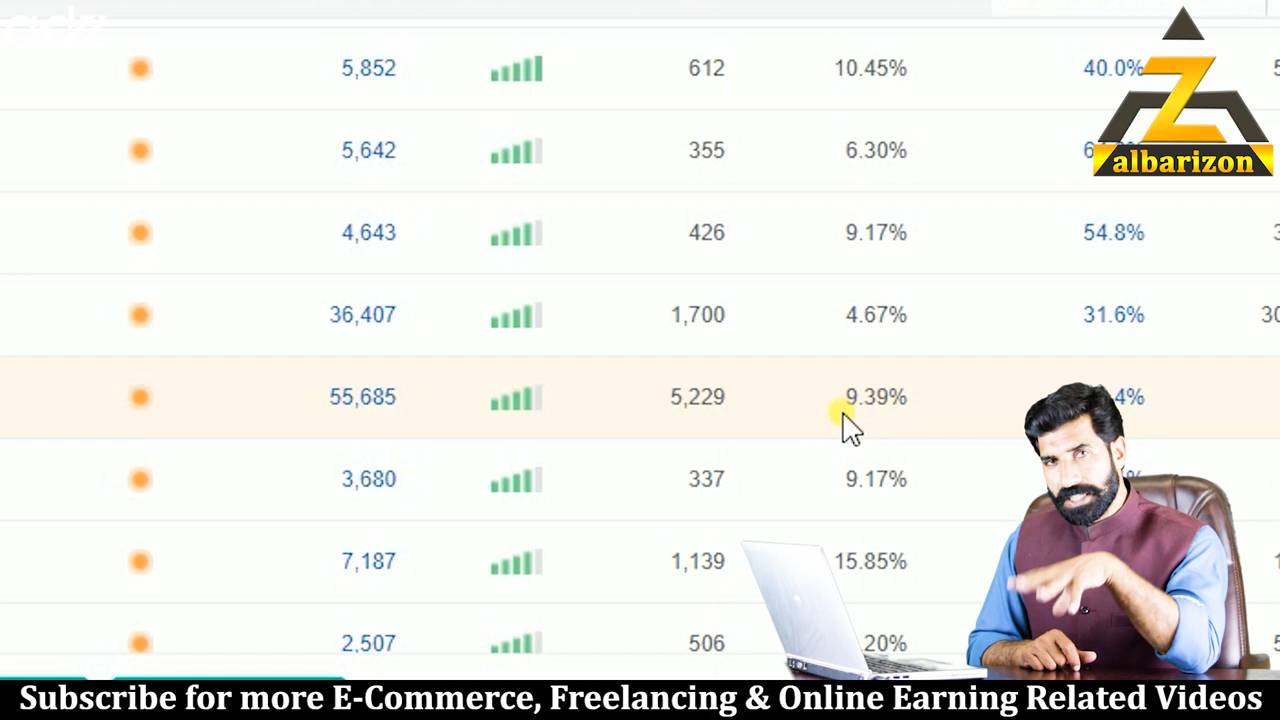 5,852 612 10.45% 40.0%
5,642 355 6.30%
4,643 426 9.17% 54.8%
36,407 1,700 4.67% 31.6%
55,685 5,229 9.39% 4%
3,680 337 9.17%
7,187 1,139 15.85%
2,507 506 20%
Z
albarizon
Subscribe for more E-Commerce, Freelancing & Online Earning Related Videos